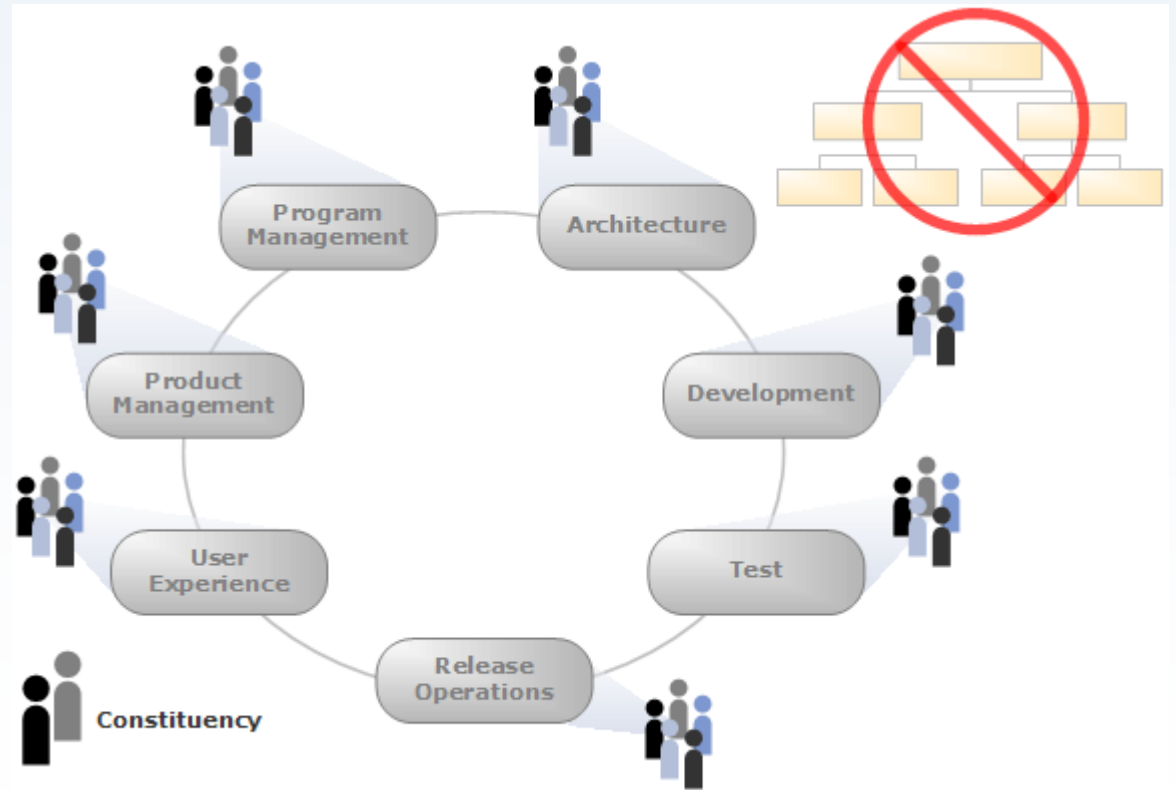 Program
Management
Architecture
Product
Management
Development
User
Experience
Test
Release
Operations
Constituency